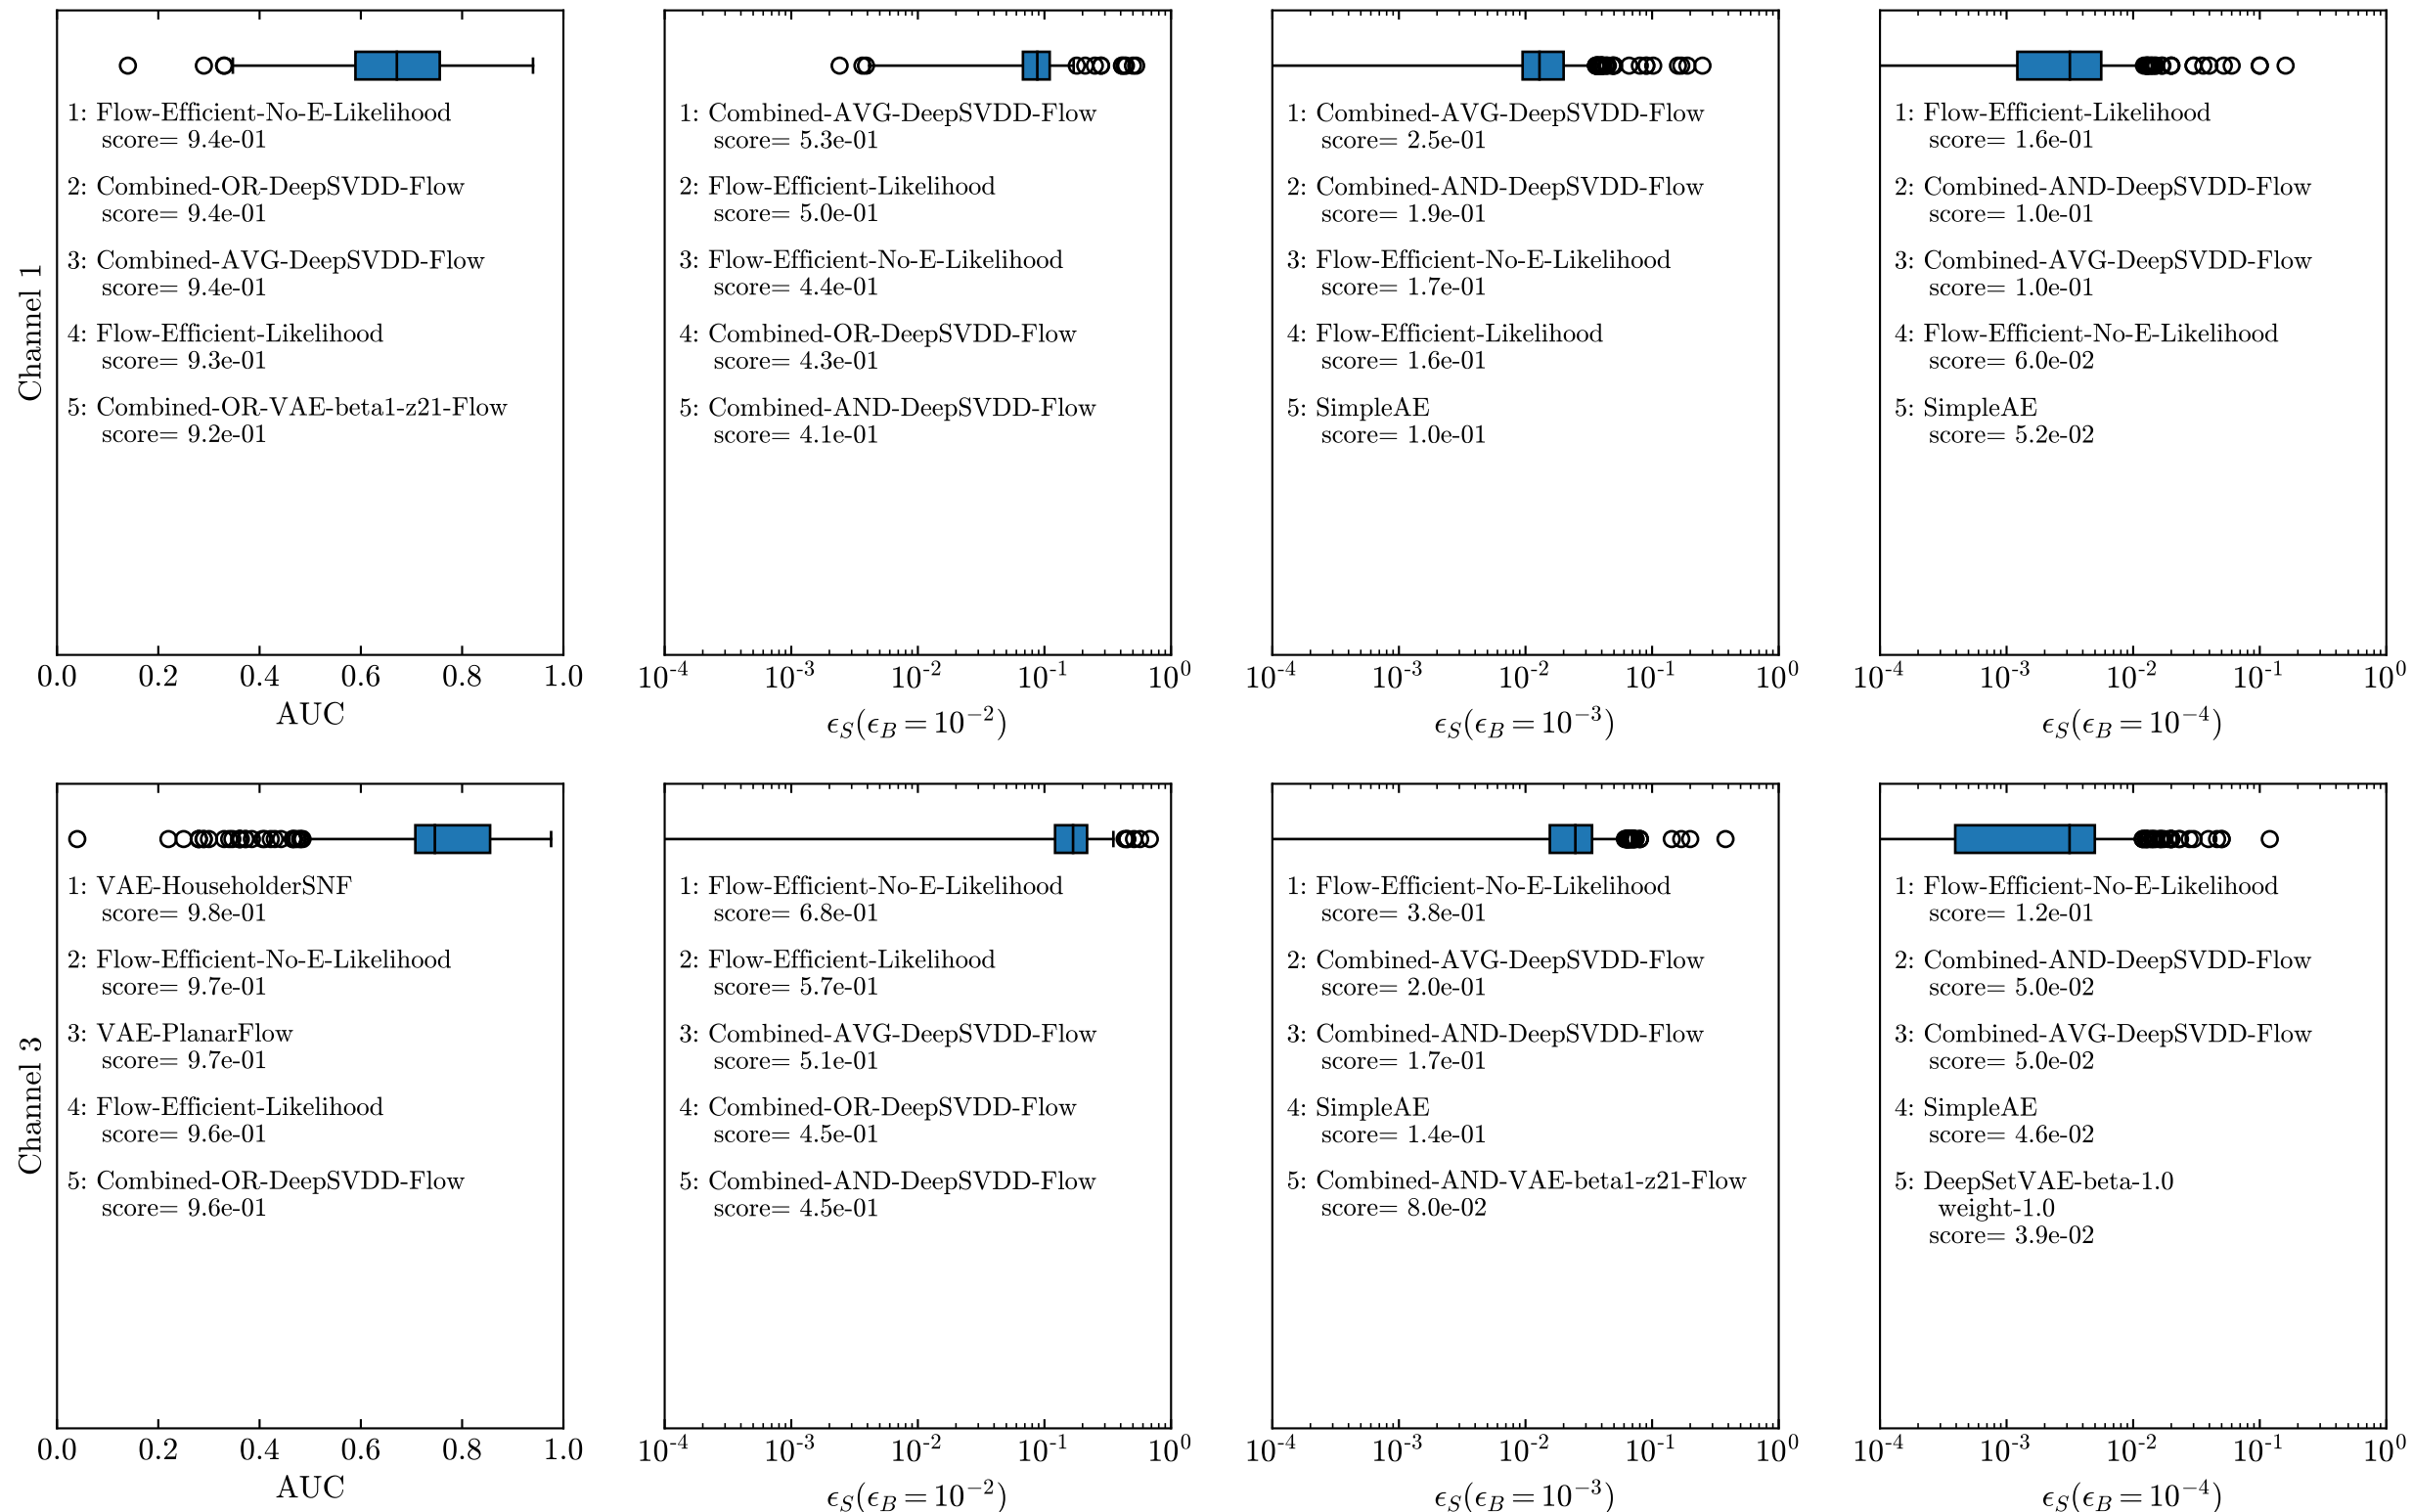 Channel 1
1: Flow-Efficient-No-E-Likelihood
score= 9.4e-01
2: Combined-OR-DeepSVDD-Flow
score= 9.4e-01
3: Combined-AVG-DeepSVDD-Flow
score= 9.4e-01
4: Flow-Efficient-Likelihood
score= 9.3e-01
5: Combined-OR-VAE-beta1-z21-Flow
score= 9.2e-01
0.0 0.2 0.4 0.6 0.8 1.0
AUC
1: Combined-AVG-DeepSVDD-Flow
score= 5.3e-01
2: Flow-Efficient-Likelihood
score= 5.0e-01
3: Flow-Efficient-No-E-Likelihood
score= 4.4e-01
4: Combined-OR-DeepSVDD-Flow
score= 4.3e-01
5: Combined-AND-DeepSVDD-Flow
score= 4.1e-01
10^-4 10^-3 10^-2 10^-1 10^0
ϵ_S(ϵ_B = 10^−2)
1: Combined-AVG-DeepSVDD-Flow
score= 2.5e-01
2: Combined-AND-DeepSVDD-Flow
score= 1.9e-01
3: Flow-Efficient-No-E-Likelihood
score= 1.7e-01
4: Flow-Efficient-Likelihood
score= 1.6e-01
5: SimpleAE
score= 1.0e-01
10^-4 10^-3 10^-2 10^-1 10^0
ϵ_S(ϵ_B = 10^−3)
1: Flow-Efficient-Likelihood
score= 1.6e-01
2: Combined-AND-DeepSVDD-Flow
score= 1.0e-01
3: Combined-AVG-DeepSVDD-Flow
score= 1.0e-01
4: Flow-Efficient-No-E-Likelihood
score= 6.0e-02
5: SimpleAE
score= 5.2e-02
10^-4 10^-3 10^-2 10^-1 10^0
ϵ_S(ϵ_B = 10^−4)
Channel 3
1: VAE-HouseholderSNF
score= 9.8e-01
2: Flow-Efficient-No-E-Likelihood
score= 9.7e-01
3: VAE-PlanarFlow
score= 9.7e-01
4: Flow-Efficient-Likelihood
score= 9.6e-01
5: Combined-OR-DeepSVDD-Flow
score= 9.6e-01
0.0 0.2 0.4 0.6 0.8 1.0
AUC
1: Flow-Efficient-No-E-Likelihood
score= 6.8e-01
2: Flow-Efficient-Likelihood
score= 5.7e-01
3: Combined-AVG-DeepSVDD-Flow
score= 5.1e-01
4: Combined-OR-DeepSVDD-Flow
score= 4.5e-01
5: Combined-AND-DeepSVDD-Flow
score= 4.5e-01
10^-4 10^-3 10^-2 10^-1 10^0
ϵ_S(ϵ_B = 10^−2)
1: Flow-Efficient-No-E-Likelihood
score= 3.8e-01
2: Combined-AVG-DeepSVDD-Flow
score= 2.0e-01
3: Combined-AND-DeepSVDD-Flow
score= 1.7e-01
4: SimpleAE
score= 1.4e-01
5: Combined-AND-VAE-beta1-z21-Flow
score= 8.0e-02
10^-4 10^-3 10^-2 10^-1 10^0
ϵ_S(ϵ_B = 10^−3)
1: Flow-Efficient-No-E-Likelihood
score= 1.2e-01
2: Combined-AND-DeepSVDD-Flow
score= 5.0e-02
3: Combined-AVG-DeepSVDD-Flow
score= 5.0e-02
4: SimpleAE
score= 4.6e-02
5: DeepSetVAE-beta-1.0
weight-1.0
score= 3.9e-02
10^-4 10^-3 10^-2 10^-1 10^0
ϵ_S(ϵ_B = 10^−4)